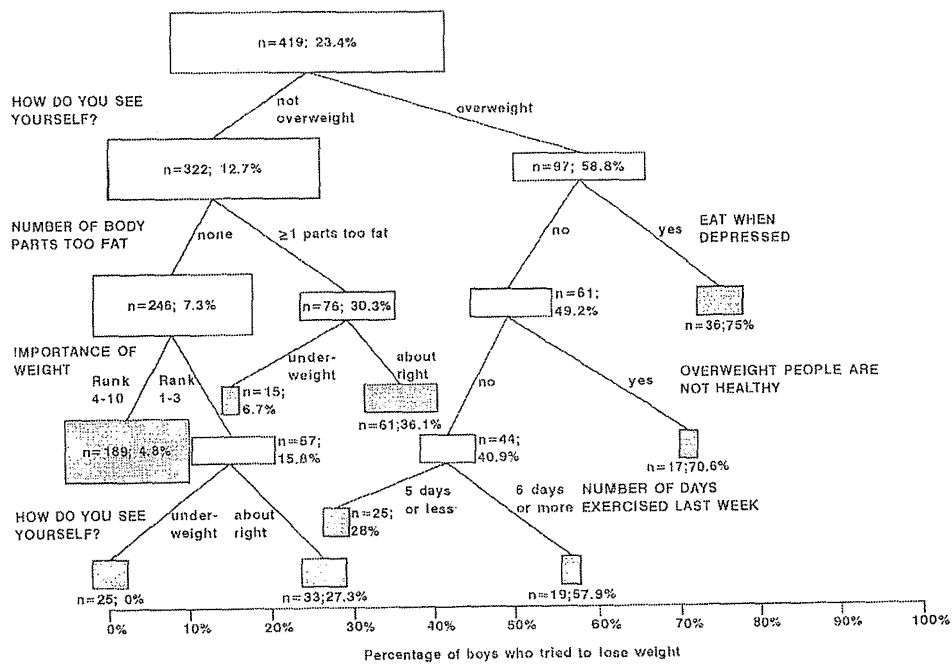 n=419; 23.4%
HOW DO YOU SEE
YOURSELF?
not
overweight
overweight
n=322; 12.7%
n=97; 58.8%
NUMBER OF BODY
PARTS TOO FAT
none
≥1 parts too fat
no
yes
EAT WHEN
DEPRESSED
n=246; 7.3%
n=76; 30.3%
n=61;
49.2%
n=36;75%
IMPORTANCE OF
WEIGHT
Rank
4-10
Rank
1-3
under-
weight
about
right
no
yes
OVERWEIGHT PEOPLE ARE
NOT HEALTHY
n=15;
6.7%
n=61;36.1%
n=189; 4.8%
n=57;
15.8%
n=44;
40.9%
n=17;70.6%
HOW DO YOU SEE
YOURSELF?
under-
weight
about
right
5 days
or less
6 days
or more
NUMBER OF DAYS
EXERCISED LAST WEEK
n=25;
28%
n=25; 0%
n=33;27.3%
n=19;57.9%
0% 10% 20% 30% 40% 50% 60% 70% 80% 90% 100%
Percentage of boys who tried to lose weight